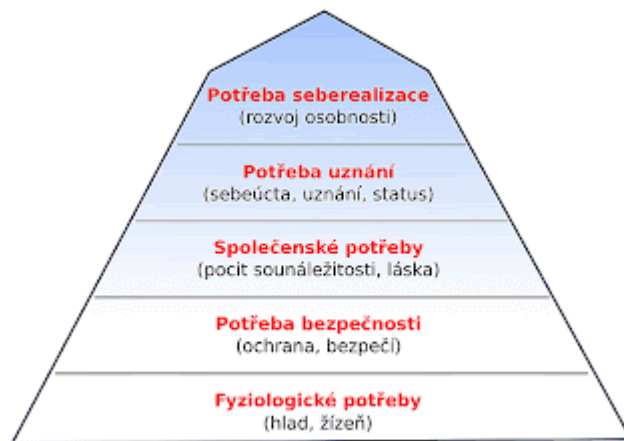 Potřeba seberealizace
(rozvoj osobnosti)
Potřeba uznání
(sebeúcta, uznání, status)
Společenské potřeby
(pocit sounáležitosti, láska)
Potřeba bezpečnosti
(ochrana, bezpečí)
Fyziologické potřeby
(hlad, žízeň)